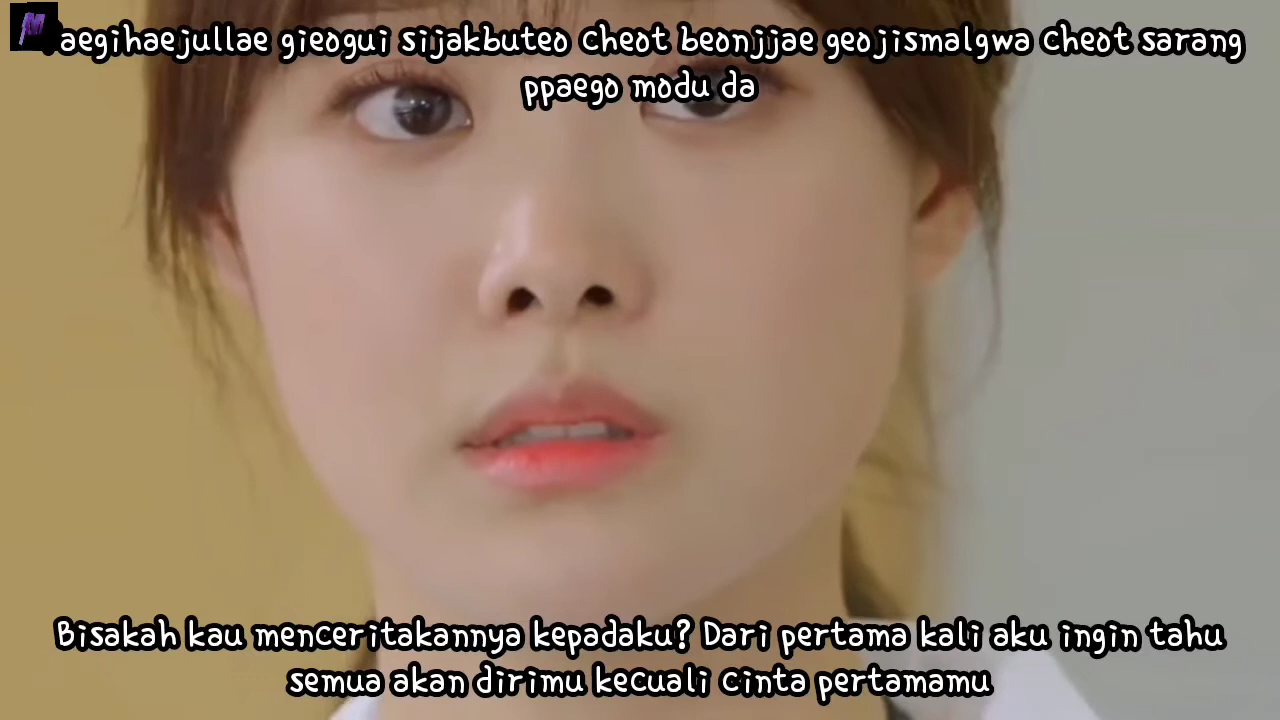 M
aegihaejullae gieogui sijakbuteo cheot beonjjae geojismalgwa cheot sarang
ppaego modu da
Bisakah kau menceritakannya kepadaku? Dari pertama kali aku ingin tahu
semua akan dirimu kecuali cinta pertamamu